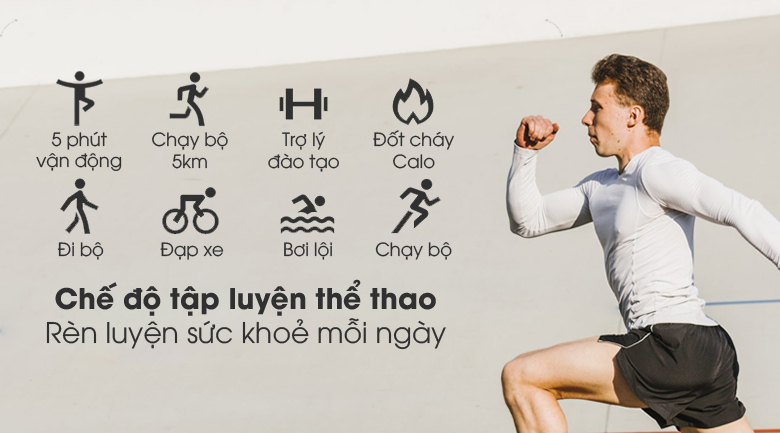 5 phút
vận động
Chạy bộ
5km
Trợ lý
đào tạo
Đốt cháy
Calo
Đi bộ
Đạp xe
Bơi lội
Chạy bộ
Chế độ tập luyện thể thao
Rèn luyện sức khoẻ mỗi ngày